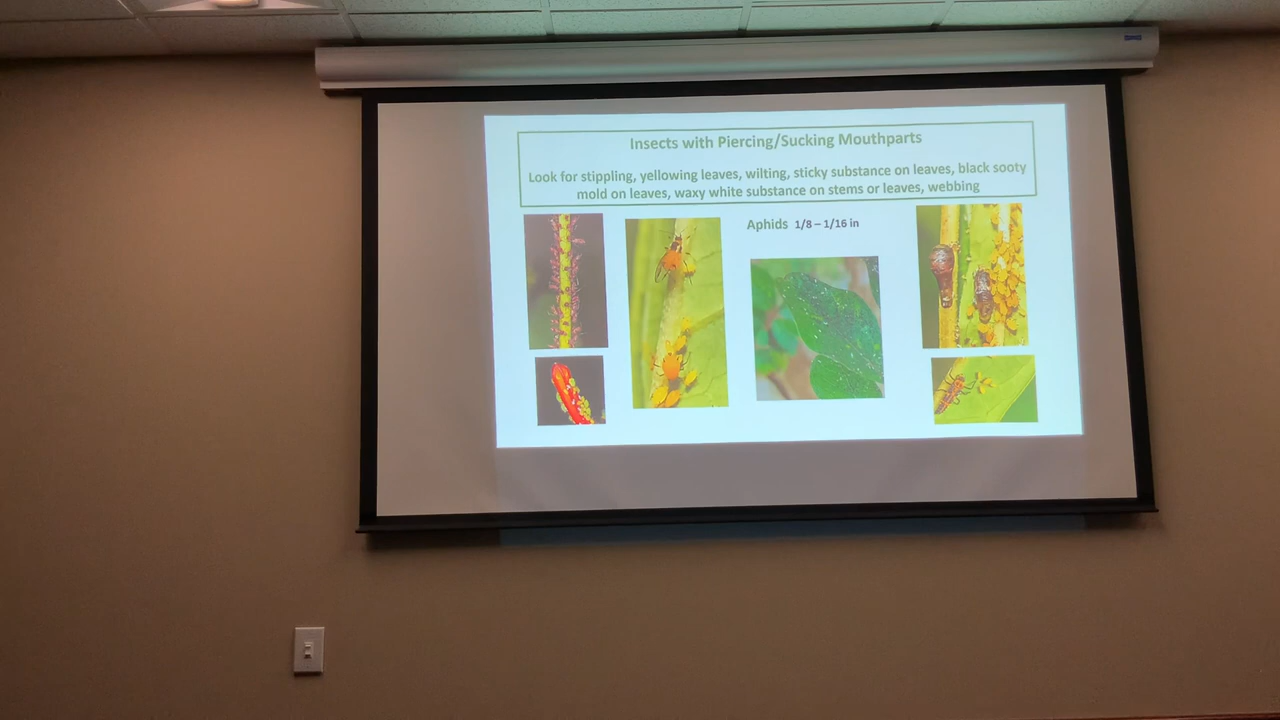 Insects with Piercing/Sucking Mouthparts
Look for stippling, yellowing leaves, wilting, sticky substance on leaves, black sooty
mold on leaves, waxy white substance on stems or leaves, webbing
Aphids 1/8 – 1/16 in